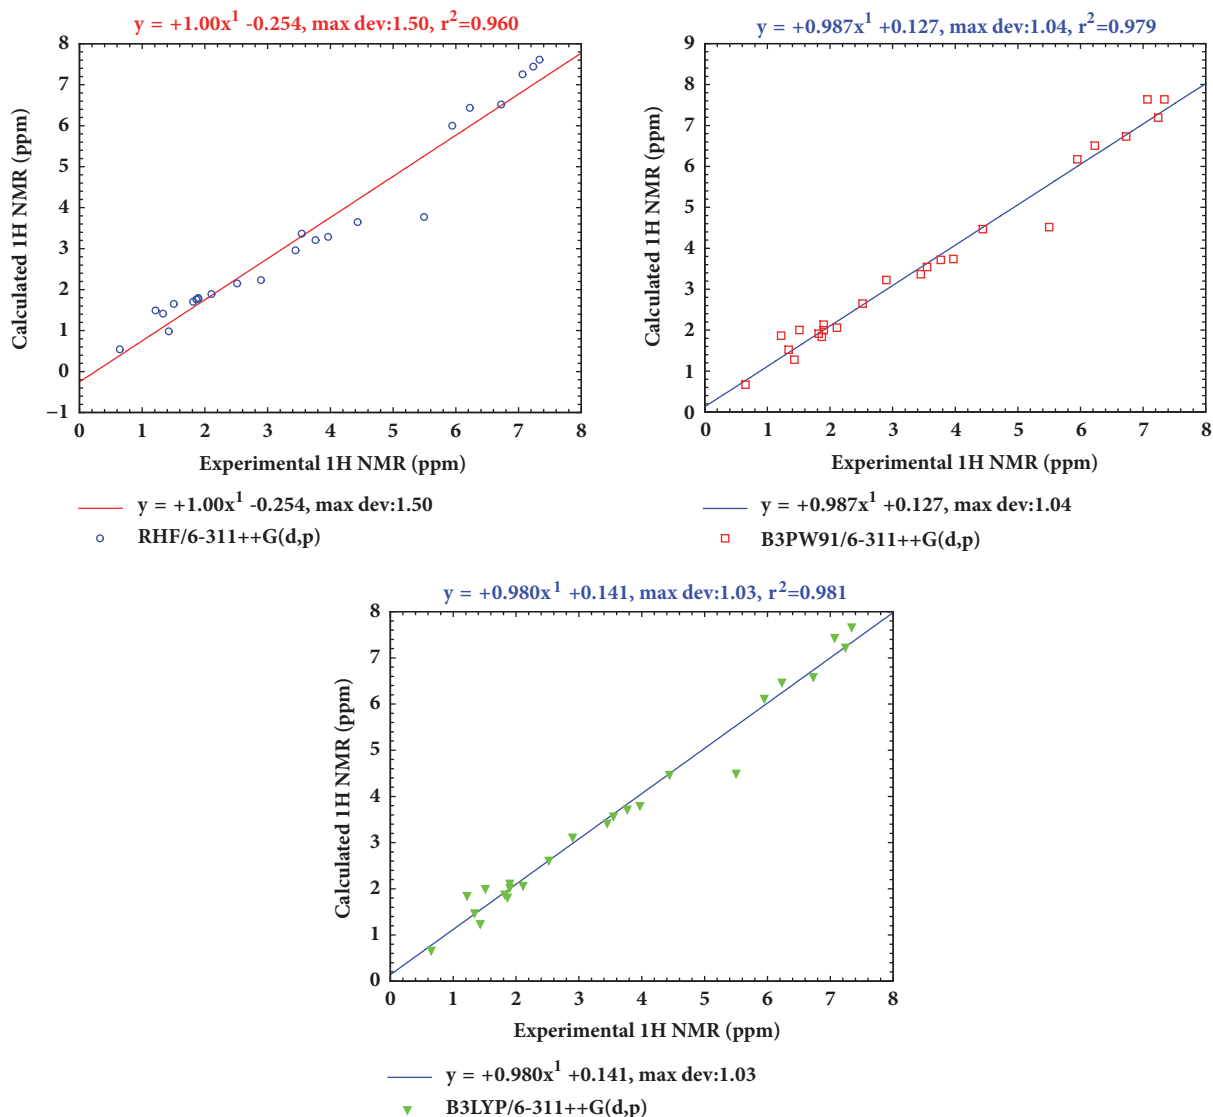 y = +1.00x¹ -0.254, max dev:1.50, r²=0.960
8
7
6
5
4
3
2
1
0
−1
Calculated 1H NMR (ppm)
0 1 2 3 4 5 6 7 8
Experimental 1H NMR (ppm)
y = +1.00x¹ -0.254, max dev:1.50
RHF/6-311++G(d,p)
y = +0.987x¹ +0.127, max dev:1.04, r²=0.979
9
8
7
6
5
4
3
2
1
0
Calculated 1H NMR (ppm)
0 1 2 3 4 5 6 7 8
Experimental 1H NMR (ppm)
y = +0.987x¹ +0.127, max dev:1.04
B3PW91/6-311++G(d,p)
y = +0.980x¹ +0.141, max dev:1.03, r²=0.981
8
7
6
5
4
3
2
1
0
Calculated 1H NMR (ppm)
0 1 2 3 4 5 6 7 8
Experimental 1H NMR (ppm)
y = +0.980x¹ +0.141, max dev:1.03
B3LYP/6-311++G(d,p)